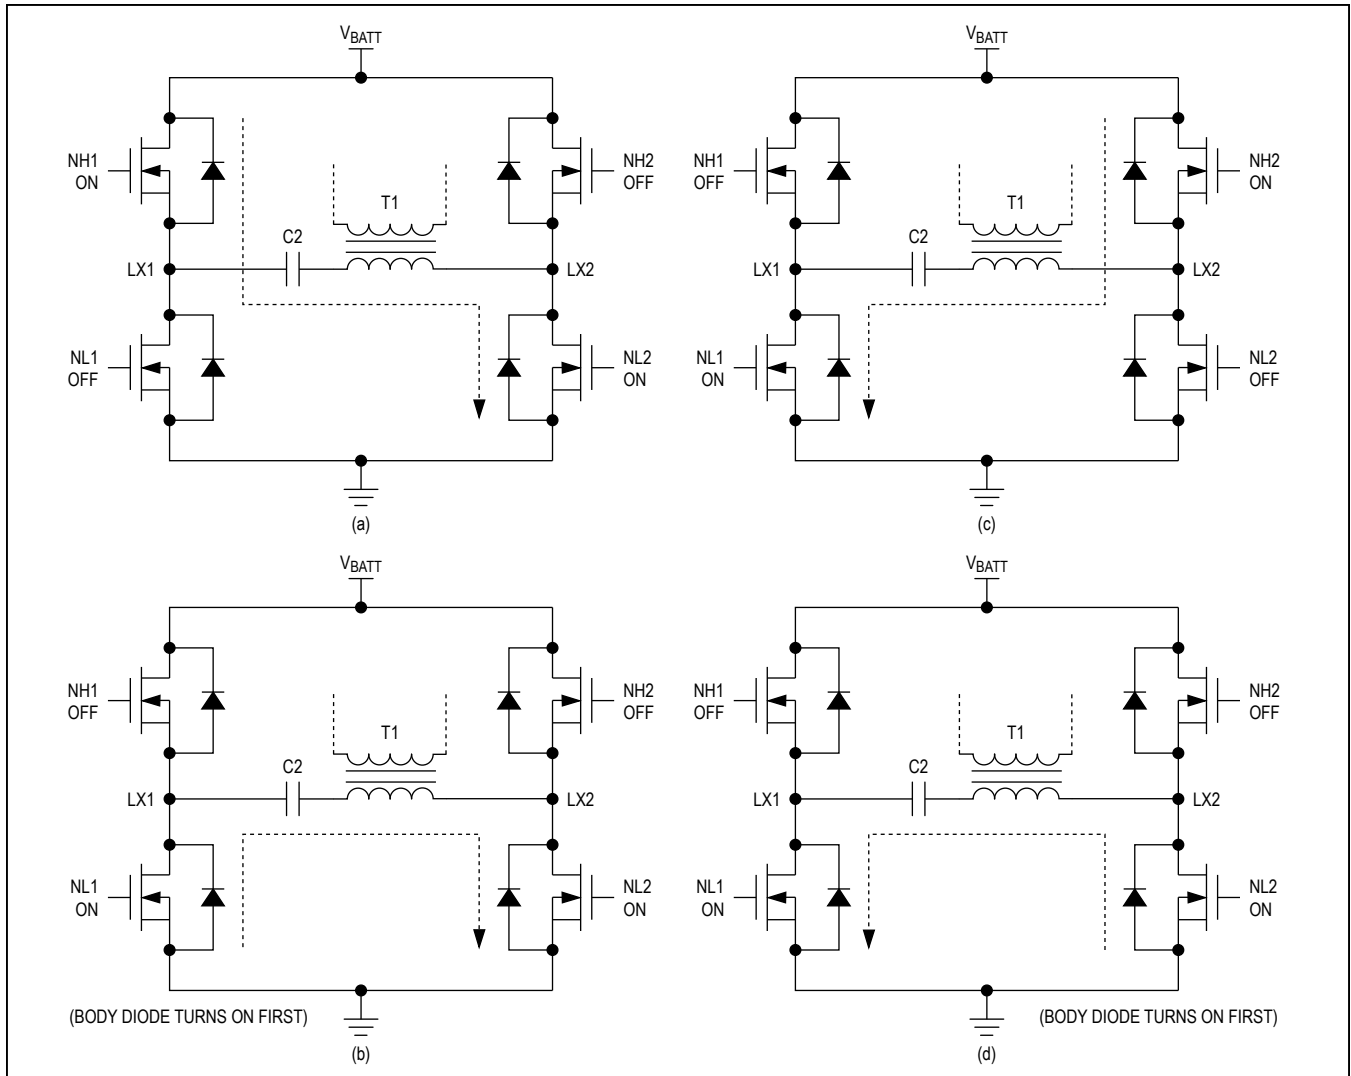 VBATT
NH1
ON
NH2
OFF
T1
C2
LX1
LX2
NL1
OFF
NL2
ON
(a)
VBATT
NH1
OFF
NH2
ON
T1
C2
LX1
LX2
NL1
ON
NL2
OFF
(c)
VBATT
NH1
OFF
NH2
OFF
T1
C2
LX1
LX2
NL1
ON
NL2
ON
(BODY DIODE TURNS ON FIRST)
(b)
VBATT
NH1
OFF
NH2
OFF
T1
C2
LX1
LX2
NL1
ON
NL2
ON
(BODY DIODE TURNS ON FIRST)
(d)